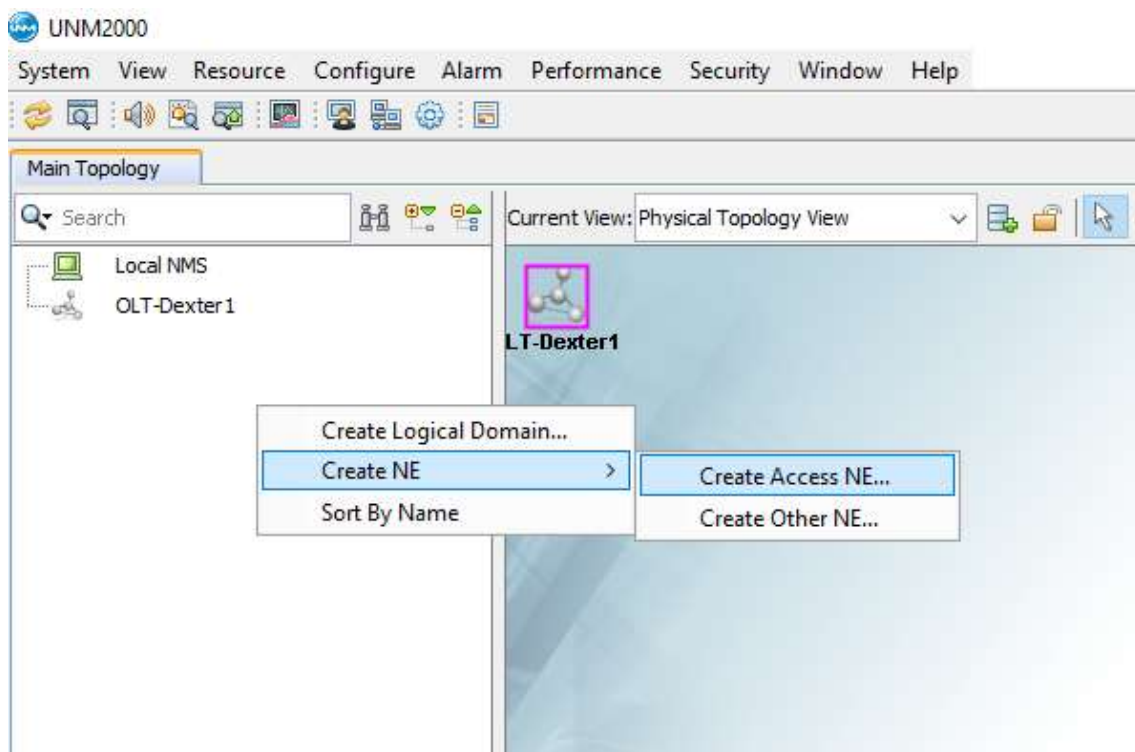 UNM2000
System View Resource Configure Alarm Performance Security Window Help
Main Topology
Search
Current View: Physical Topology View
Local NMS
OLT-Dexter1
LT-Dexter1
Create Logical Domain...
Create NE >
Create Access NE...
Sort By Name
Create Other NE...